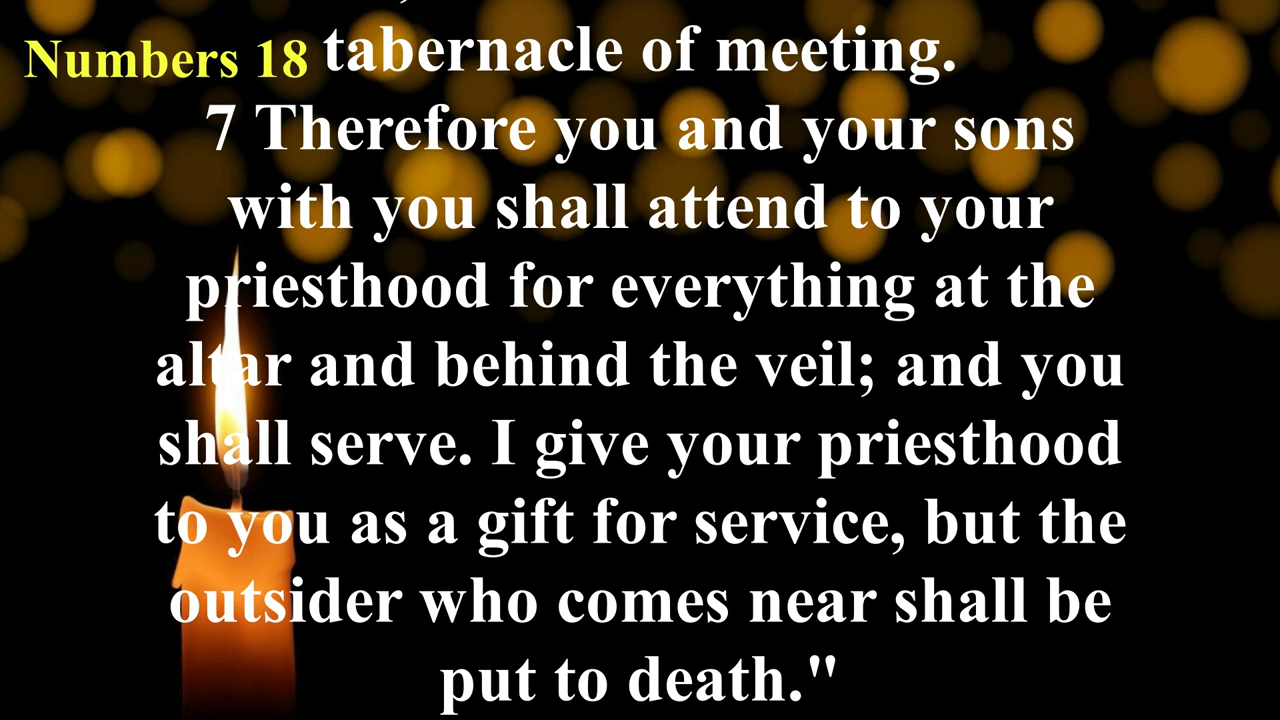 Numbers 18
tabernacle of meeting.
7 Therefore you and your sons
with you shall attend to your
priesthood for everything at the
altar and behind the veil; and you
shall serve. I give your priesthood
to you as a gift for service, but the
outsider who comes near shall be
put to death."